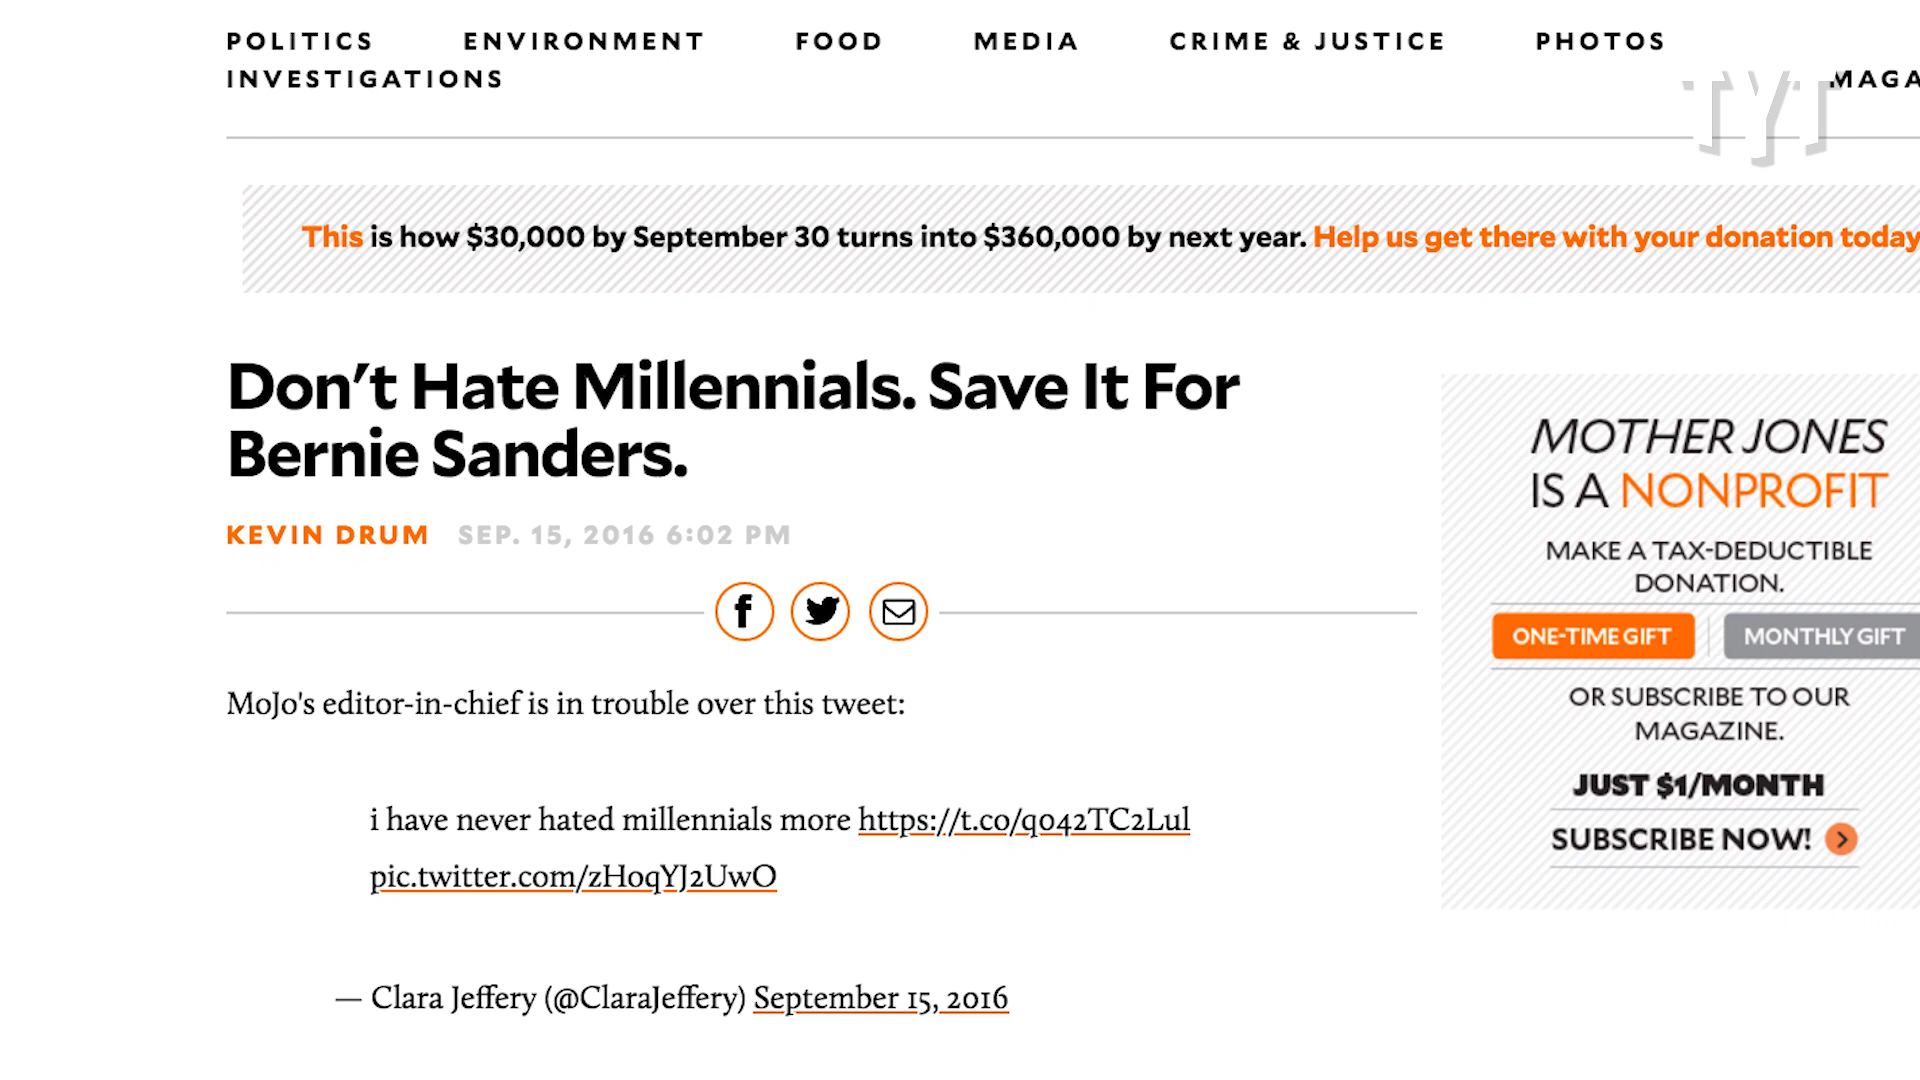 POLITICS ENVIRONMENT FOOD MEDIA CRIME & JUSTICE PHOTOS
INVESTIGATIONS MAGA
TYT
This is how $30,000 by September 30 turns into $360,000 by next year. Help us get there with your donation today
Don't Hate Millennials. Save It For
Bernie Sanders.
KEVIN DRUM SEP. 15, 2016 6:02 PM
MoJo's editor-in-chief is in trouble over this tweet:
i have never hated millennials more https://t.co/q042TC2Lul
pic.twitter.com/zHoqYJ2UwO
— Clara Jeffery (@ClaraJeffery) September 15, 2016
MOTHER JONES
IS A NONPROFIT
MAKE A TAX-DEDUCTIBLE
DONATION.
ONE-TIME GIFT MONTHLY GIFT
OR SUBSCRIBE TO OUR
MAGAZINE.
JUST $1/MONTH
SUBSCRIBE NOW!